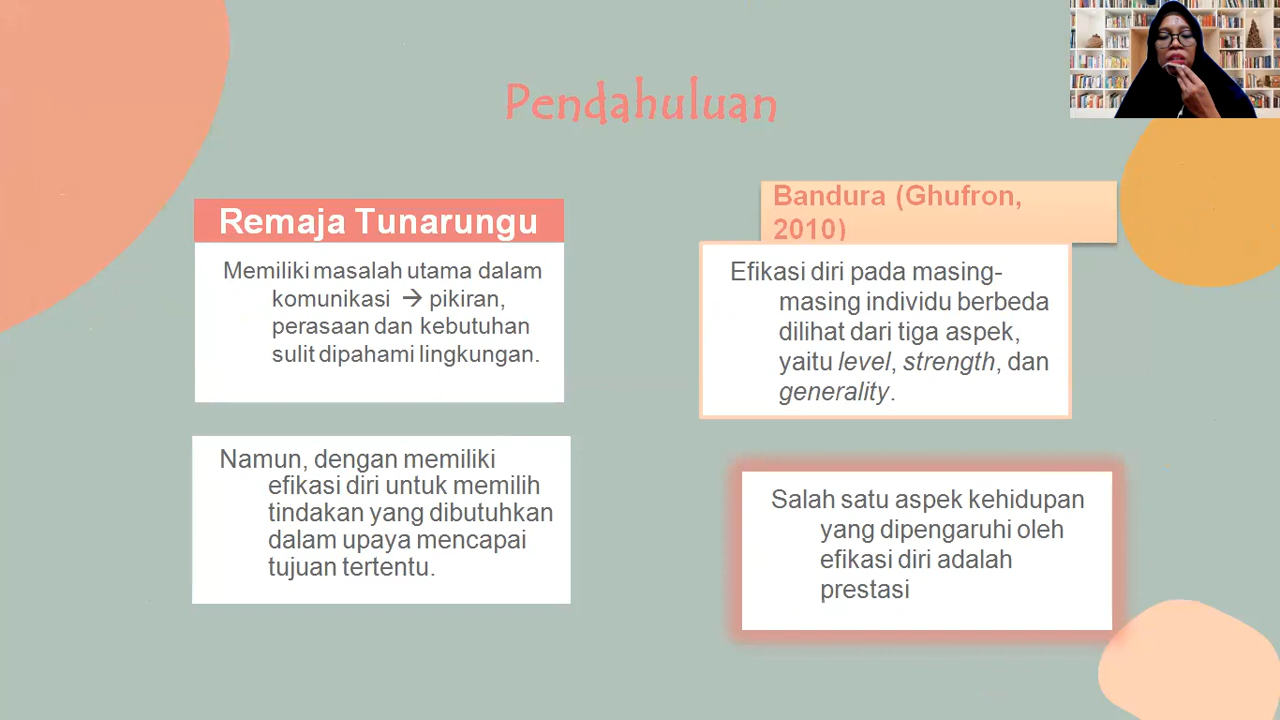 Pendahuluan
Remaja Tunarungu
Memiliki masalah utama dalam
komunikasi → pikiran,
perasaan dan kebutuhan
sulit dipahami lingkungan.
Namun, dengan memiliki
efikasi diri untuk memilih
tindakan yang dibutuhkan
dalam upaya mencapai
tujuan tertentu.
Bandura (Ghufron,
2010)
Efikasi diri pada masing-
masing individu berbeda
dilihat dari tiga aspek,
yaitu level, strength, dan
generality.
Salah satu aspek kehidupan
yang dipengaruhi oleh
efikasi diri adalah
prestasi